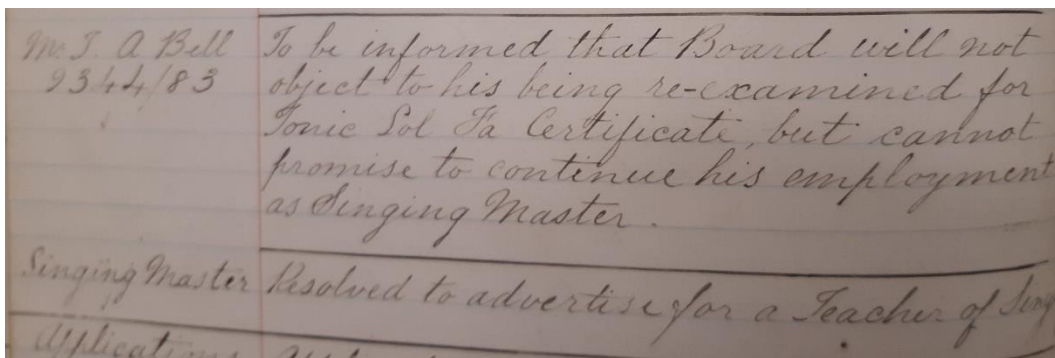 Mr. T. A Bell
9344/83
To be informed that Board will not
object to his being re-examined for
Tonic Sol Fa Certificate, but cannot
promise to continue his employment
as Singing Master.
Singing Master
Resolved to advertise for a Teacher of Sing
Applications